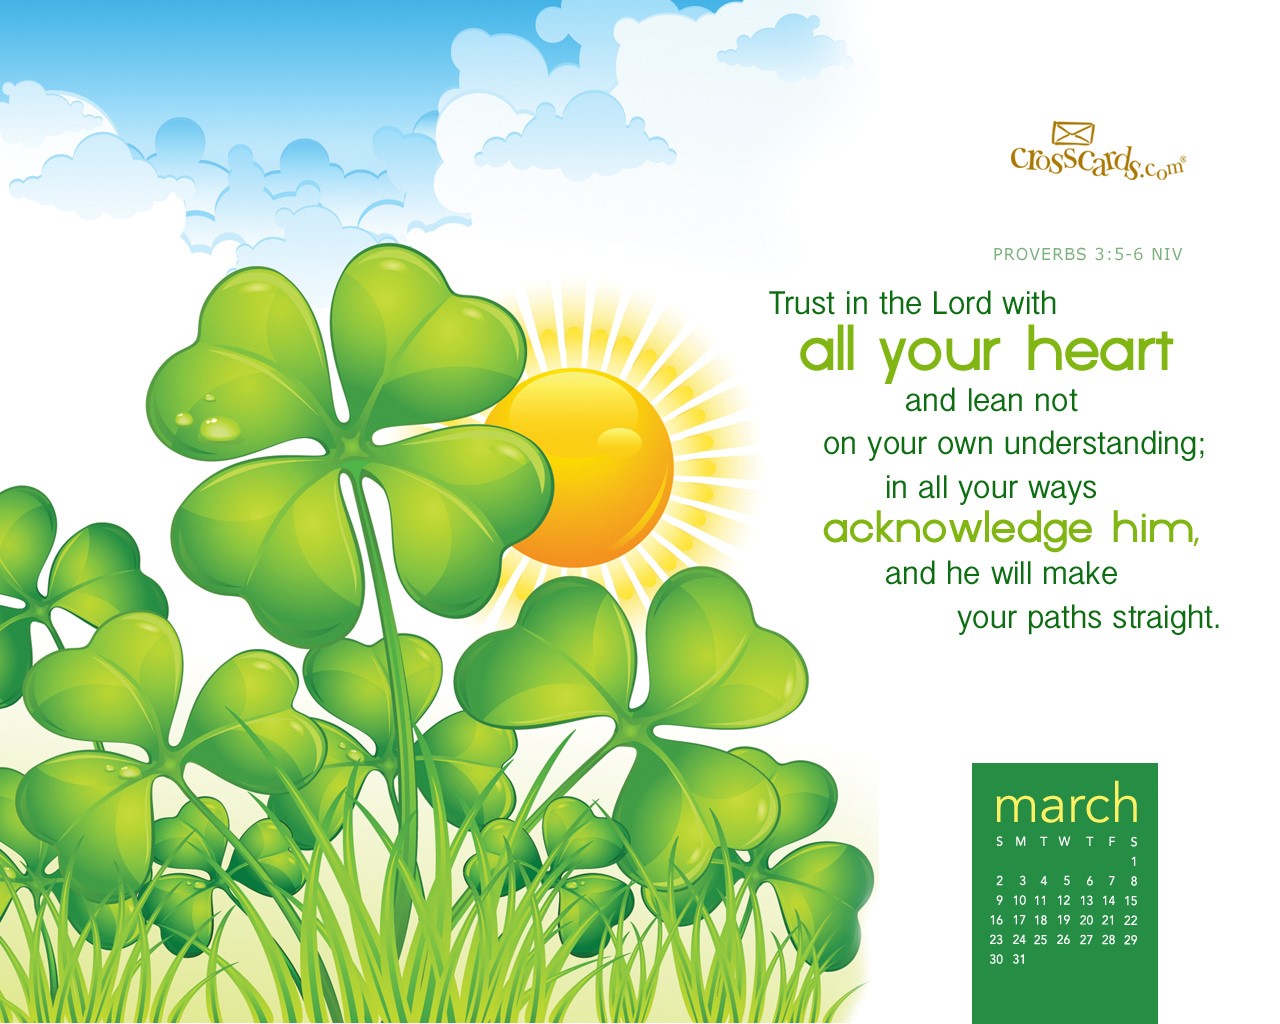 crosscards.com®
PROVERBS 3:5-6 NIV
Trust in the Lord with
all your heart
and lean not
on your own understanding;
in all your ways
acknowledge him,
and he will make
your paths straight.
march
S M T W T F S
1
2 3 4 5 6 7 8
9 10 11 12 13 14 15
16 17 18 19 20 21 22
23 24 25 26 27 28 29
30 31